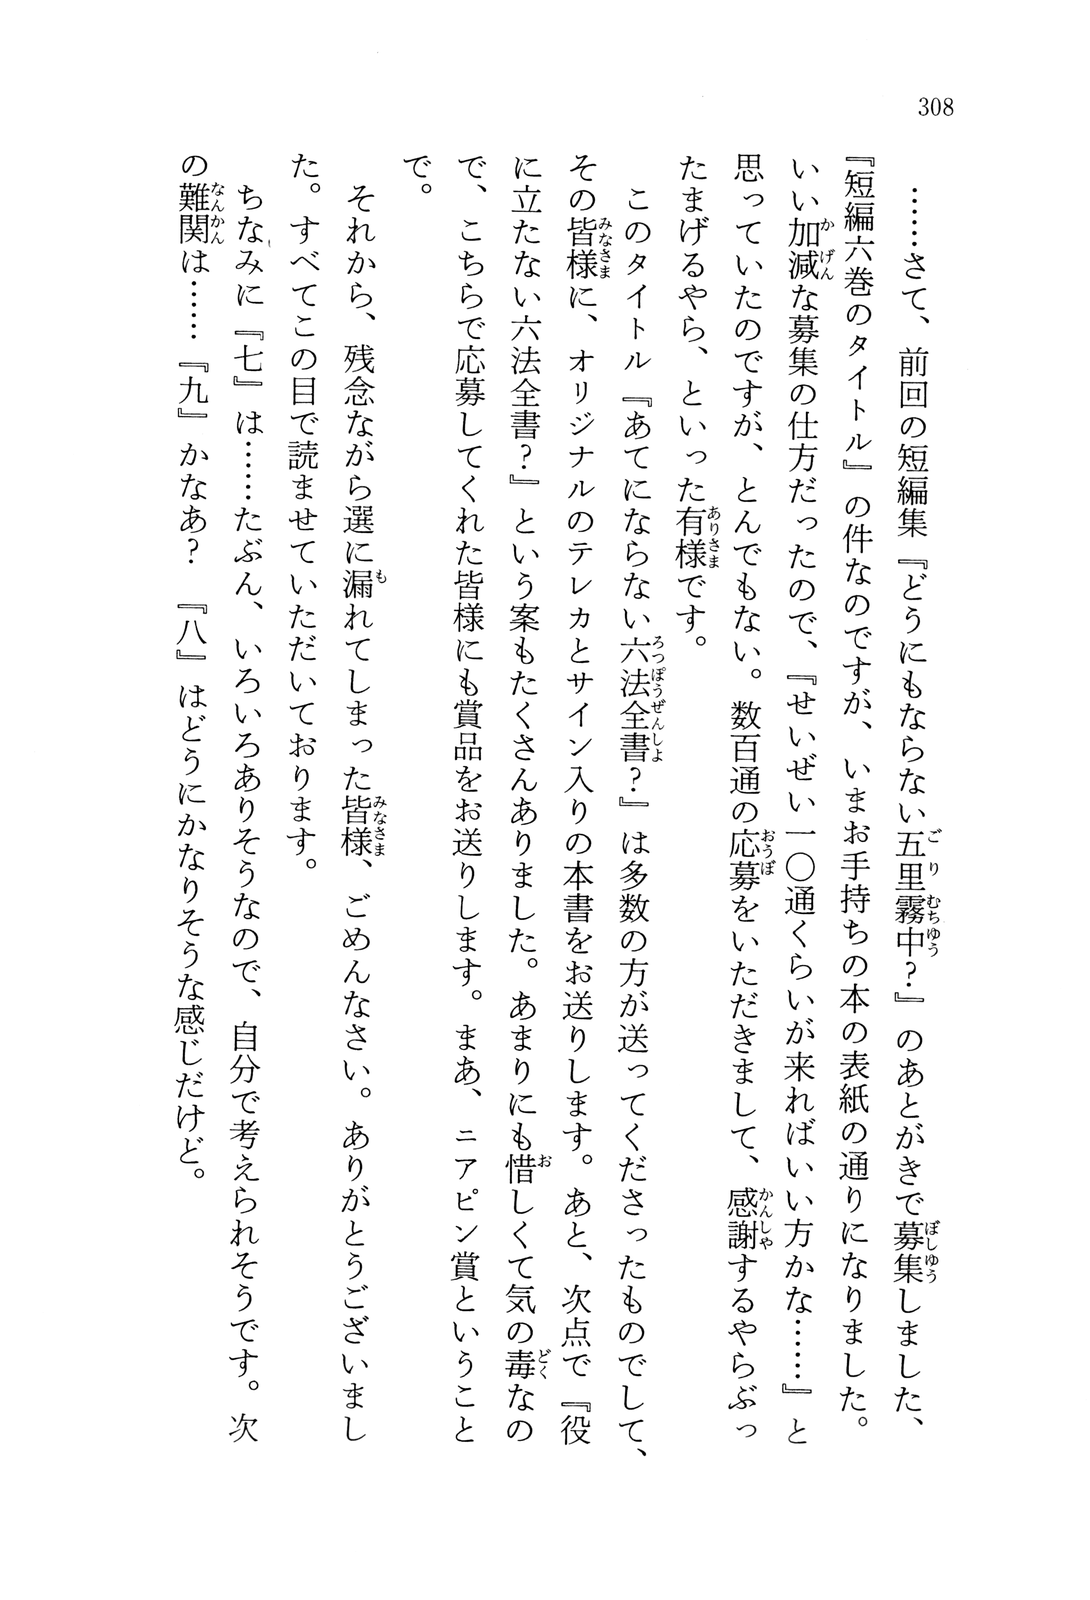 308
……さて、前回の短編集『どうにもならない五里霧中？』のあとがきで募集しました、
『短編六巻のタイトル』の件なのですが、いまお手持ちの本の表紙の通りになりました。
いい加減な募集の仕方だったので、『せいぜい一〇通くらいが来ればいい方かな……』と
思っていたのですが、とんでもない。数百通の応募をいただきまして、感謝するやらぶっ
たまげるやら、といった有様です。
このタイトル『あてにならない六法全書？』は多数の方が送ってくださったものでして、
その皆様に、オリジナルのテレカとサイン入りの本書をお送りします。あと、次点で『役
に立たない六法全書？』という案もたくさんありました。あまりにも惜しくて気の毒なの
で、こちらで応募してくれた皆様にも賞品をお送りします。まあ、ニアピン賞ということ
で。
それから、残念ながら選に漏れてしまった皆様、ごめんなさい。ありがとうございまし
た。すべてこの目で読ませていただいております。
ちなみに『七』は……たぶん、いろいろありそうなので、自分で考えられそうです。次
の難関は……『九』かなあ？　『八』はどうにかなりそうな感じだけど。